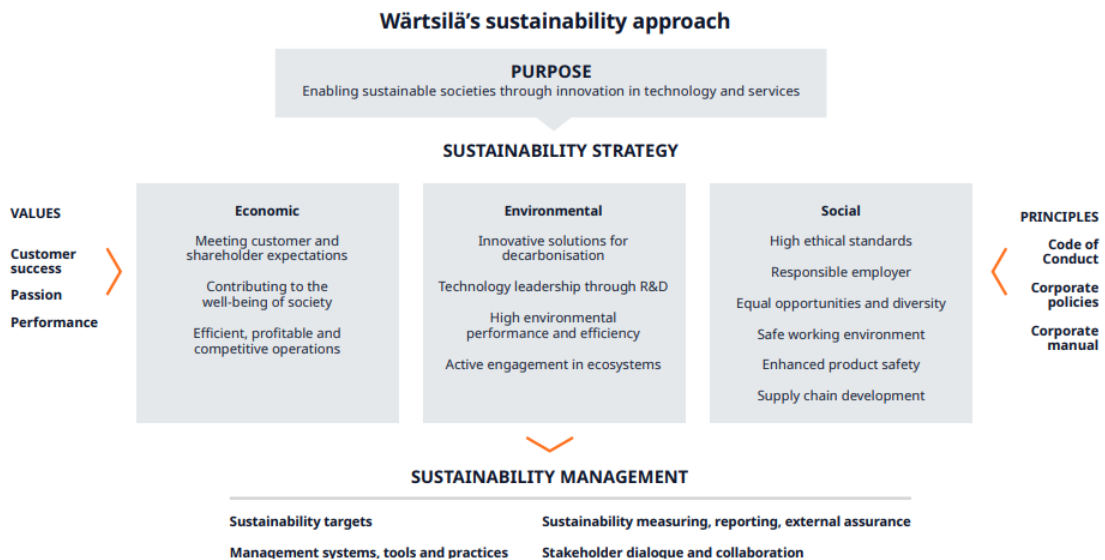 Wärtsilä's sustainability approach
PURPOSE
Enabling sustainable societies through innovation in technology and services
SUSTAINABILITY STRATEGY
VALUES
Customer
success
Passion
Performance
Economic
Meeting customer and
shareholder expectations
Contributing to the
well-being of society
Efficient, profitable and
competitive operations
Environmental
Innovative solutions for
decarbonisation
Technology leadership through R&D
High environmental
performance and efficiency
Active engagement in ecosystems
Social
High ethical standards
Responsible employer
Equal opportunities and diversity
Safe working environment
Enhanced product safety
Supply chain development
PRINCIPLES
Code of
Conduct
Corporate
policies
Corporate
manual
SUSTAINABILITY MANAGEMENT
Sustainability targets
Sustainability measuring, reporting, external assurance
Management systems, tools and practices
Stakeholder dialogue and collaboration